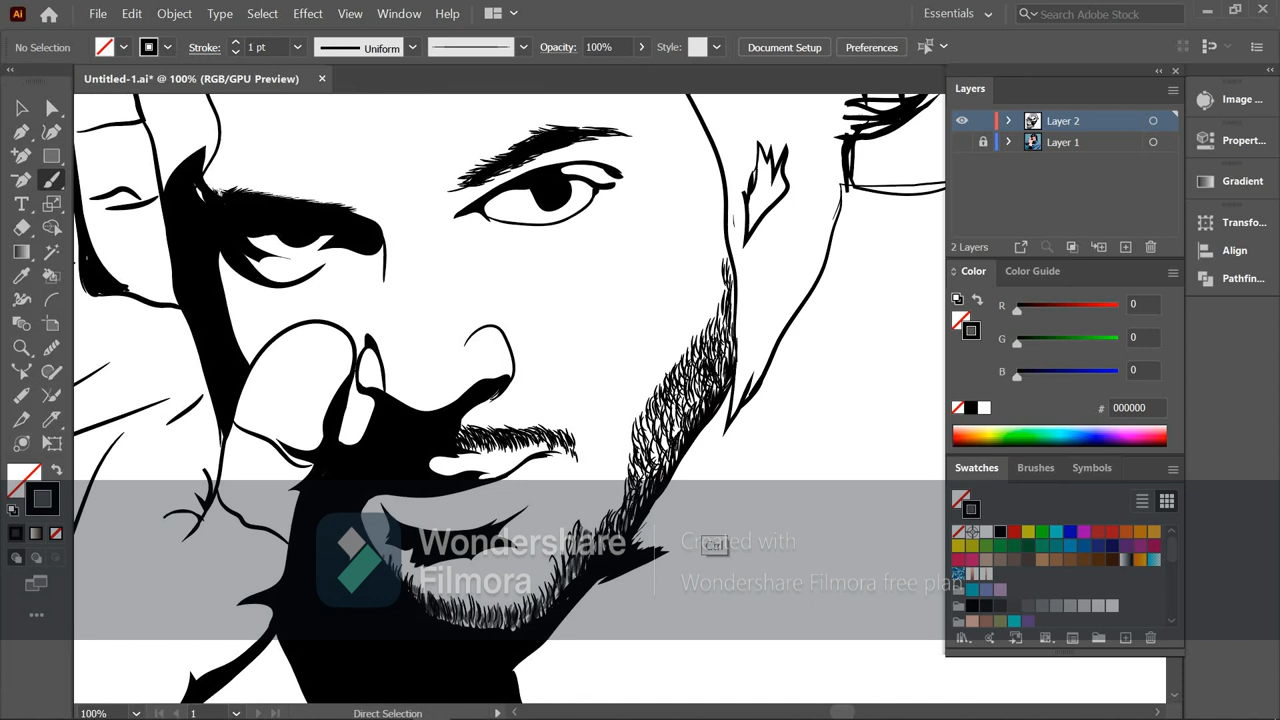 Ai File Edit Object Type Select Effect View Window Help Essentials Search Adobe Stock
No Selection Stroke: 1 pt Uniform Opacity: 100% Style: Document Setup Preferences
Untitled-1.ai* @ 100% (RGB/GPU Preview)
Layers
Layer 2
Layer 1
2 Layers
Color Color Guide
R 0
G 0
B 0
# 000000
Swatches Brushes Symbols
Image ...
Propert...
Gradient
Transfo...
Align
Pathfin...
Wondershare
Filmora
Created with
Wondershare Filmora free plan
100% 1 Direct Selection